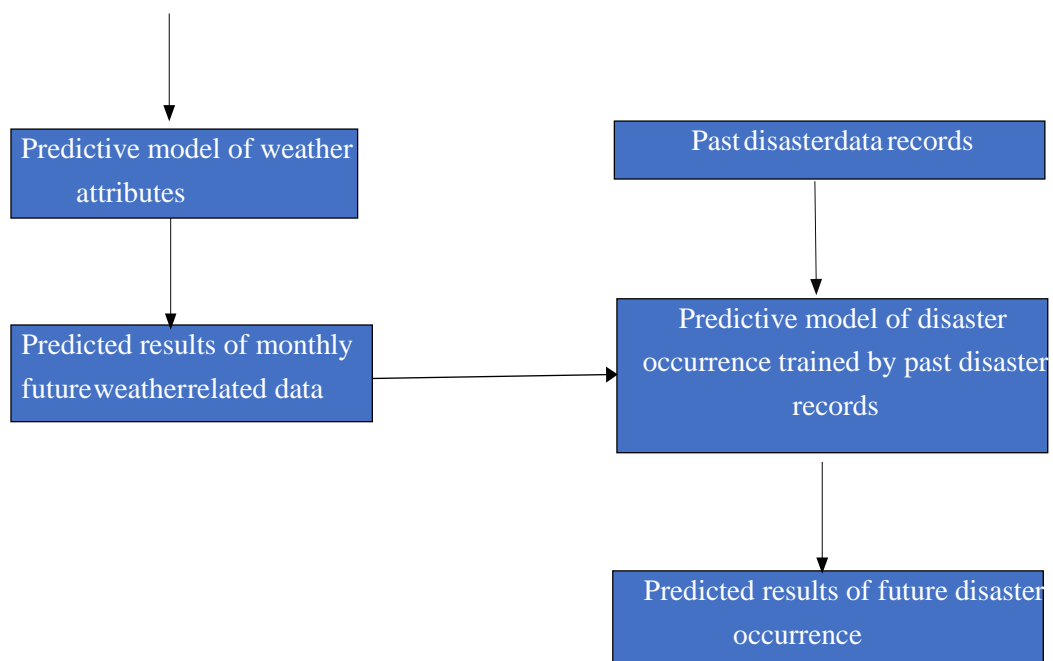 Predictive model of weather
attributes
Past disasterdata records
Predicted results of monthly
futureweatherrelated data
Predictive model of disaster
occurrence trained by past disaster
records
Predicted results of future disaster
occurrence